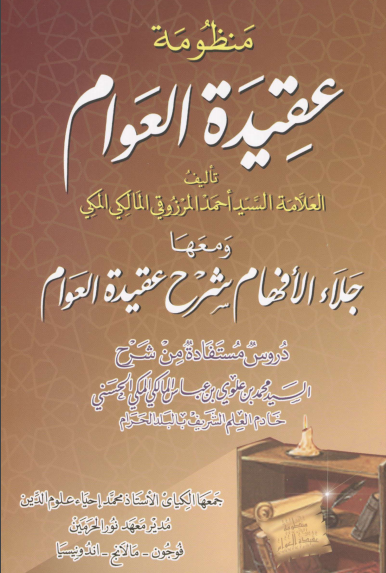 منظومة
عقيدة العوام
تأليف
العلامة السيد أحمد المرزوقي المالكي المكي
ومعها
جلاء الأفهام شرح عقيدة العوام
دروس مستفادة من شرح
السيد محمد بن علوي بن عباس المالكي المكي الحسني
خادم العلم الشريف بالبلد الحرام
جمعها الكياي الأستاذ محمد إحياء علوم الدين
مدير معهد نور الحرمين
فوجون - مالانج - اندونيسيا